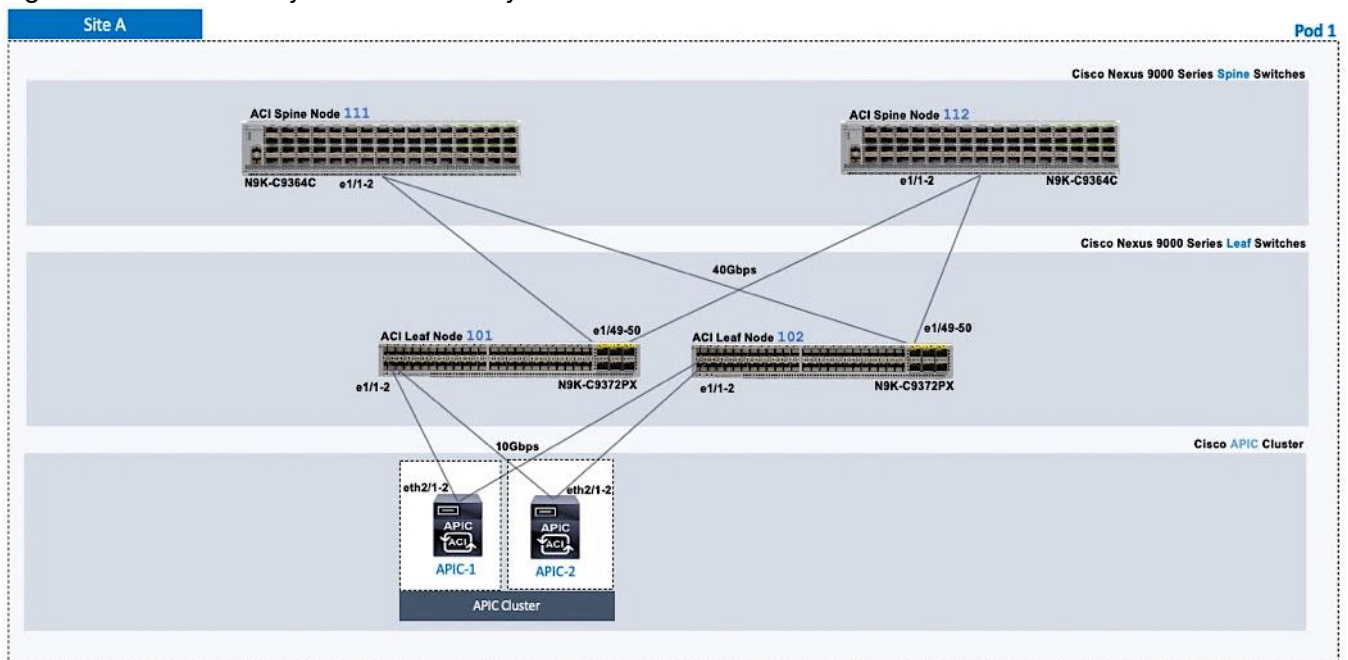 Site A
Pod 1
Cisco Nexus 9000 Series Spine Switches
ACI Spine Node 111
ACI Spine Node 112
N9K-C9364C
e1/1-2
e1/1-2
N9K-C9364C
Cisco Nexus 9000 Series Leaf Switches
40Gbps
ACI Leaf Node 101
e1/49-50
ACI Leaf Node 102
e1/49-50
e1/1-2
N9K-C9372PX
e1/1-2
N9K-C9372PX
Cisco APIC Cluster
10Gbps
eth2/1-2
eth2/1-2
APIC
ACI
APIC
ACI
APIC-1
APIC-2
APIC Cluster